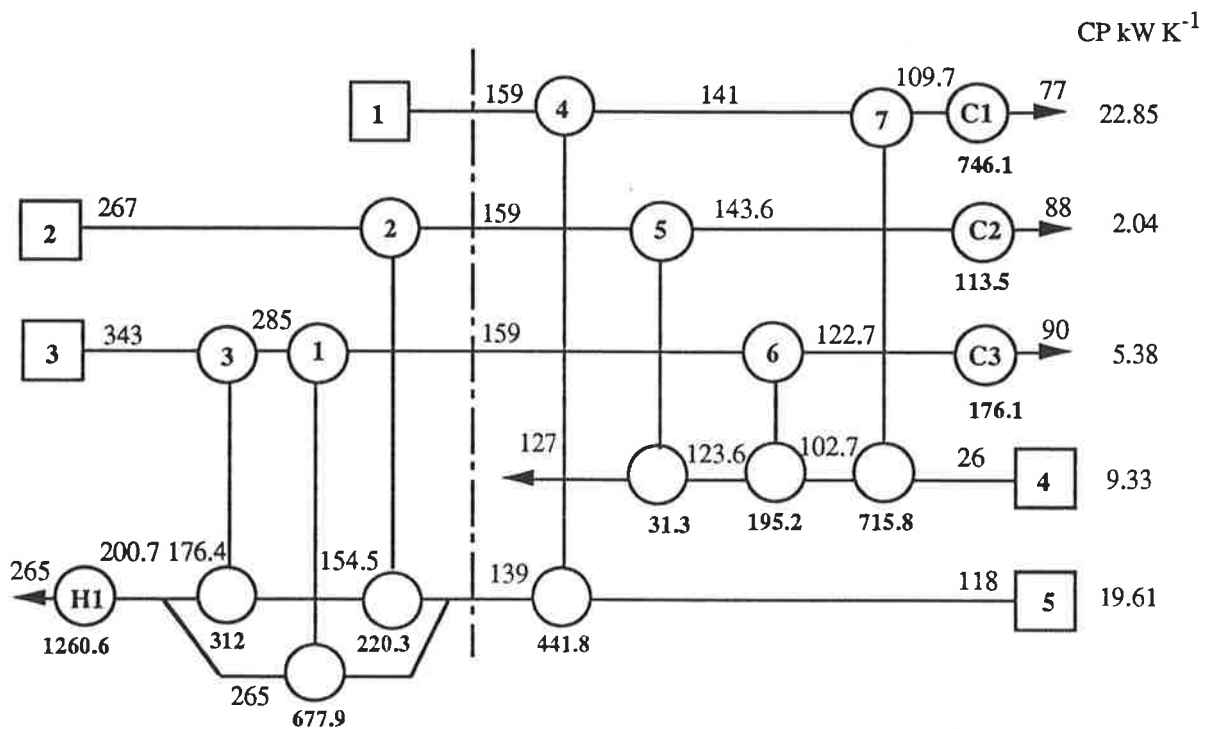 CP kW K-1
1 159 4 141 7 109.7 C1 77 22.85
746.1
2 267 2 159 5 143.6 C2 88 2.04
113.5
3 343 3 285 1 159 6 122.7 C3 90 5.38
176.1
127 123.6 102.7 26 4 9.33
31.3 195.2 715.8
265 H1 200.7 176.4 154.5 139 118 5 19.61
1260.6 312 220.3 441.8
265
677.9